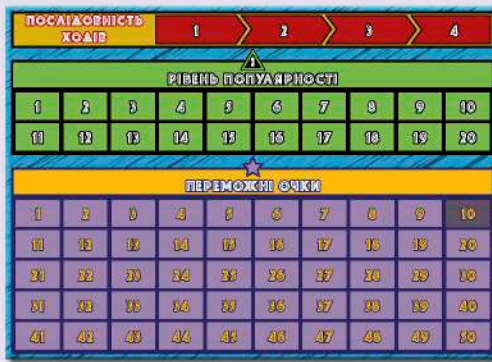 ПОСЛІДОВНІСТЬ
ХОДІВ
1 2 3 4
1
РІВЕНЬ ПОПУЛЯРНОСТІ
1 2 3 4 5 6 7 8 9 10
11 12 13 14 15 16 17 18 19 20
ПЕРЕМОЖНІ ОЧКИ
1 2 3 4 5 6 7 8 9 10
11 12 13 14 15 16 17 18 19 20
21 22 23 24 25 26 27 28 29 30
31 32 33 34 35 36 37 38 39 40
41 42 43 44 45 46 47 48 49 50